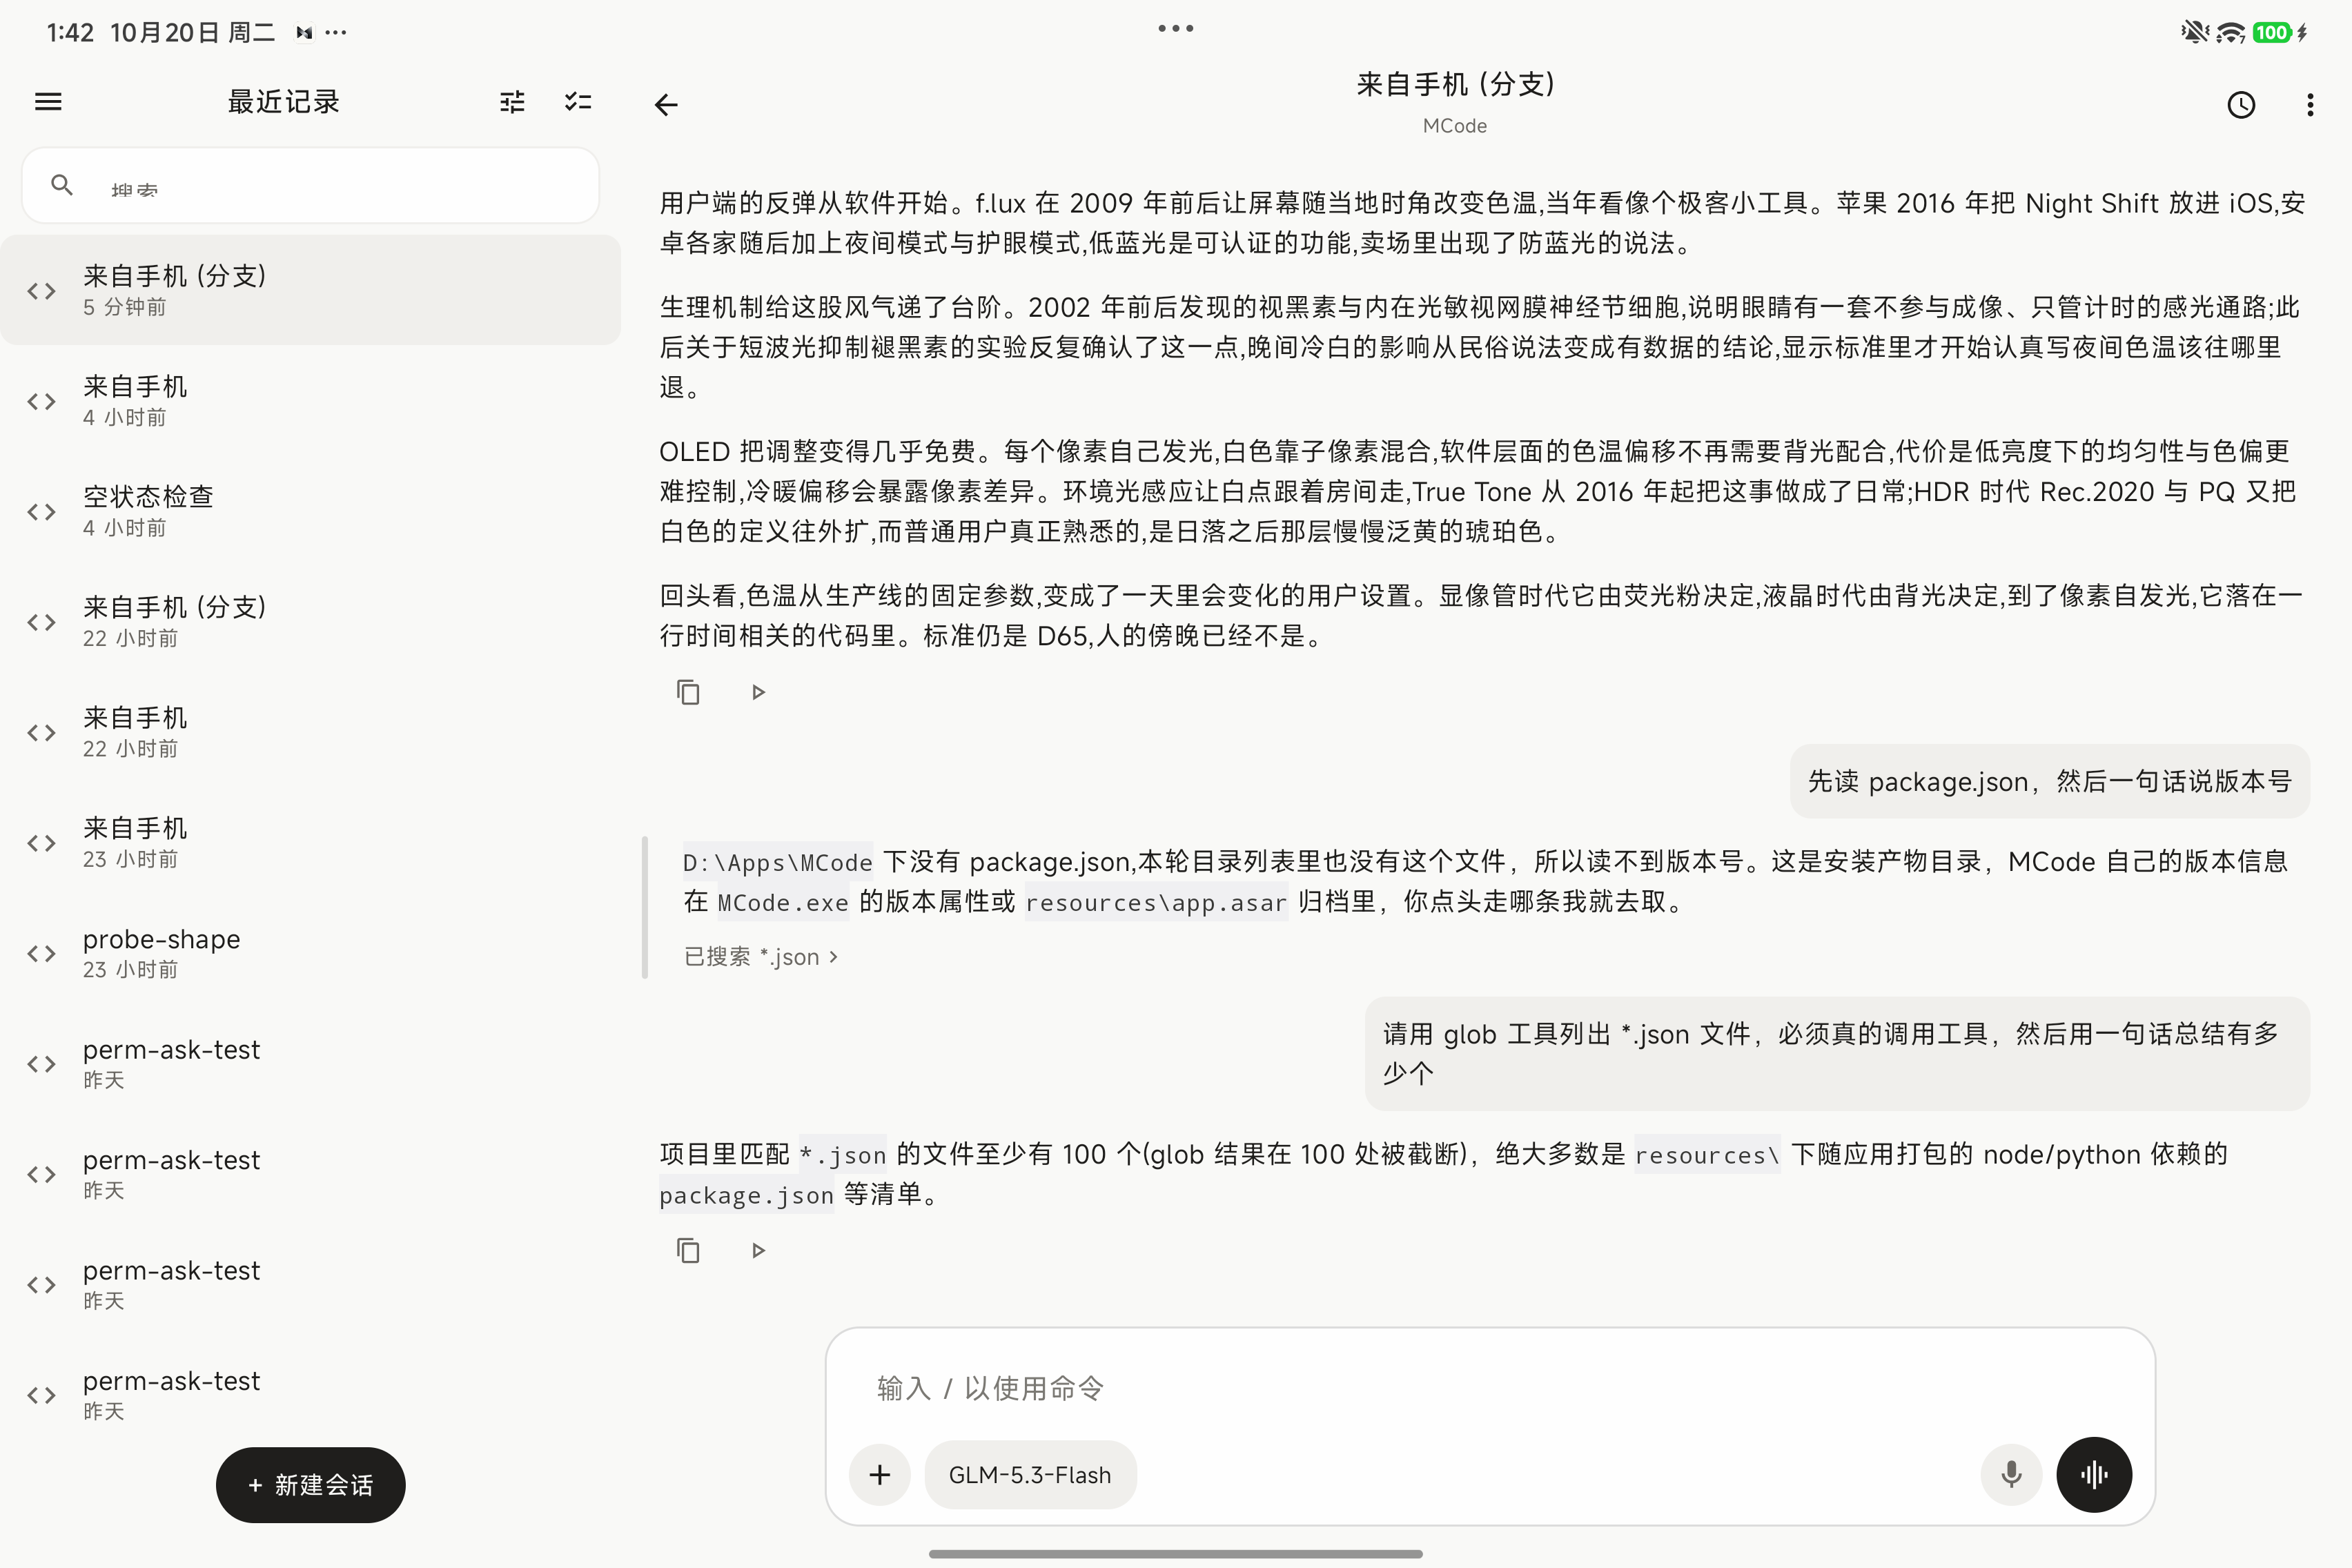 1:42 10月20日 周二
100
最近记录
搜索
来自手机 (分支)
5 分钟前
来自手机
4 小时前
空状态检查
4 小时前
来自手机 (分支)
22 小时前
来自手机
22 小时前
来自手机
23 小时前
probe-shape
23 小时前
perm-ask-test
昨天
perm-ask-test
昨天
perm-ask-test
昨天
perm-ask-test
昨天
+ 新建会话
来自手机 (分支)
MCode
用户端的反弹从软件开始。f.lux 在 2009 年前后让屏幕随当地时角改变色温,当年看像个极客小工具。苹果 2016 年把 Night Shift 放进 iOS,安
卓各家随后加上夜间模式与护眼模式,低蓝光是可认证的功能,卖场里出现了防蓝光的说法。
生理机制给这股风气递了台阶。2002 年前后发现的视黑素与内在光敏视网膜神经节细胞,说明眼睛有一套不参与成像、只管计时的感光通路;此
后关于短波光抑制褪黑素的实验反复确认了这一点,晚间冷白的影响从民俗说法变成有数据的结论,显示标准里才开始认真写夜间色温该往哪里
退。
OLED 把调整变得几乎免费。每个像素自己发光,白色靠子像素混合,软件层面的色温偏移不再需要背光配合,代价是低亮度下的均匀性与色偏更
难控制,冷暖偏移会暴露像素差异。环境光感应让白点跟着房间走,True Tone 从 2016 年起把这事做成了日常;HDR 时代 Rec.2020 与 PQ 又把
白色的定义往外扩,而普通用户真正熟悉的,是日落之后那层慢慢泛黄的琥珀色。
回头看,色温从生产线的固定参数,变成了一天里会变化的用户设置。显像管时代它由荧光粉决定,液晶时代由背光决定,到了像素自发光,它落在一
行时间相关的代码里。标准仍是 D65,人的傍晚已经不是。
先读 package.json，然后一句话说版本号
D:\Apps\MCode 下没有 package.json,本轮目录列表里也没有这个文件，所以读不到版本号。这是安装产物目录，MCode 自己的版本信息
在 MCode.exe 的版本属性或 resources\app.asar 归档里，你点头走哪条我就去取。
已搜索 *.json
请用 glob 工具列出 *.json 文件，必须真的调用工具，然后用一句话总结有多
少个
项目里匹配 *.json 的文件至少有 100 个(glob 结果在 100 处被截断)，绝大多数是 resources\ 下随应用打包的 node/python 依赖的
package.json 等清单。
输入 / 以使用命令
GLM-5.3-Flash